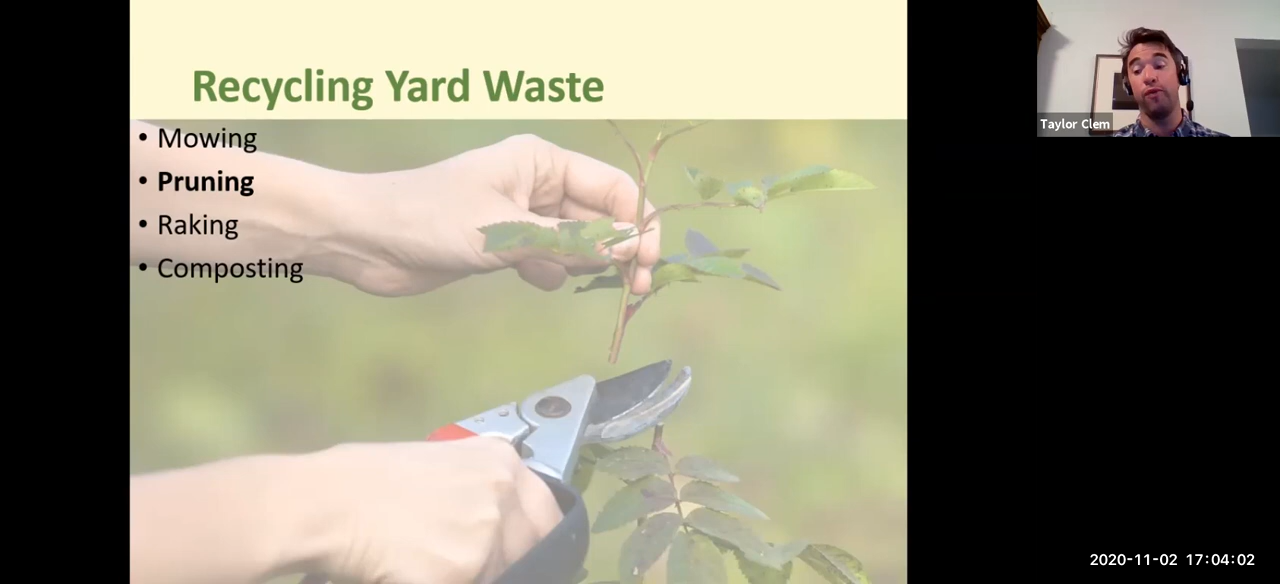 Recycling Yard Waste
• Mowing
• Pruning
• Raking
• Composting
Taylor Clem
2020-11-02 17:04:02